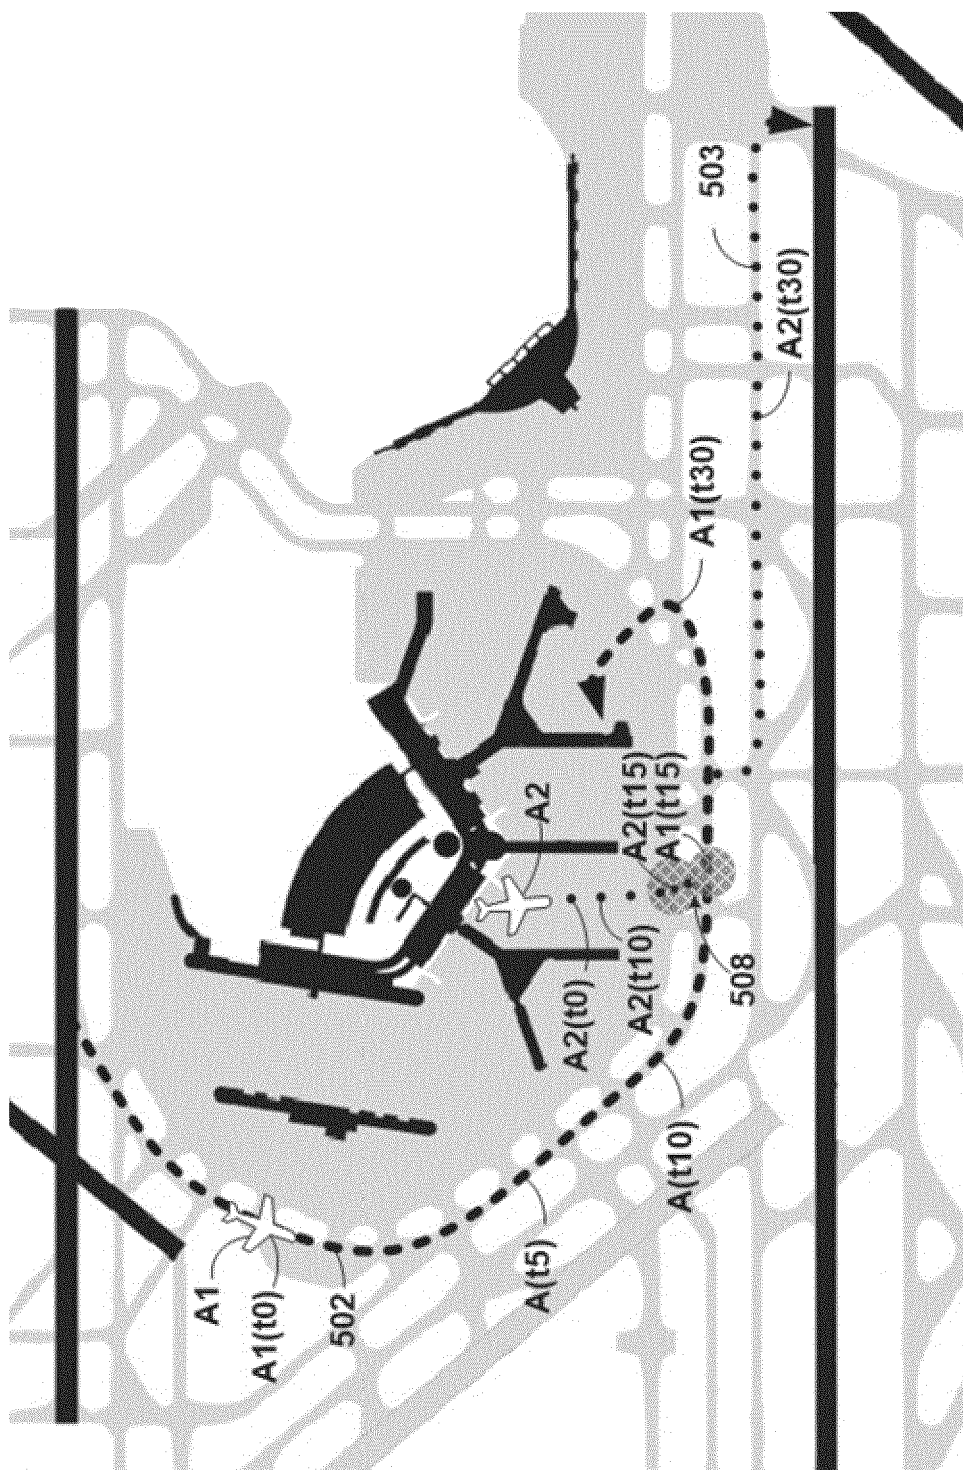 503
A2(t30)
A1(t30)
A2(t15)
A1(t15)
A2
A2(t0)
A2(t10)
508
A(t10)
A(t5)
A1
A1(t0)
502